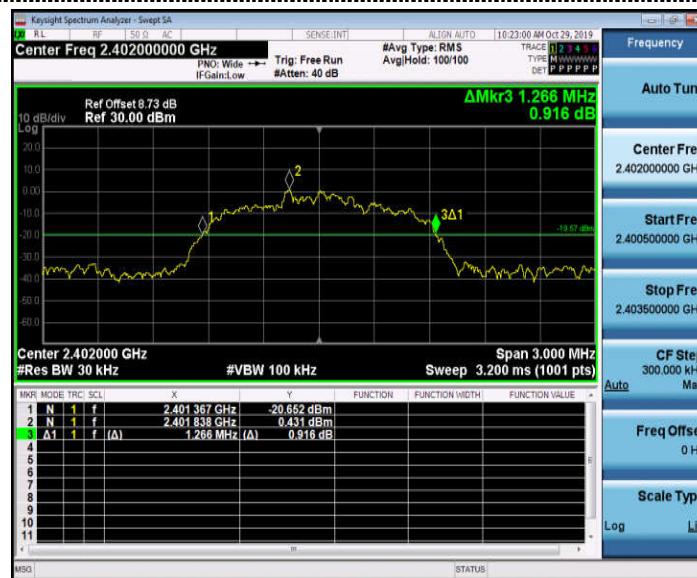 Keysight Spectrum Analyzer - Swept SA
RL RF 50 Ω AC SENSE:INT ALIGN AUTO 10:23:00 AM Oct 29, 2019
Center Freq 2.402000000 GHz #Avg Type: RMS TRACE 1 2 3 4 5 6
PNO: Wide Trig: Free Run Avg|Hold: 100/100 TYPE M WWWWW
IFGain:Low #Atten: 40 dB DET P P P P P P
Frequency
Auto Tun
Ref Offset 8.73 dB ΔMkr3 1.266 MHz
10 dB/div Ref 30.00 dBm 0.916 dB
Log
20.0
10.0
0.00
-10.0
-20.0
-30.0
-40.0
-50.0
-60.0
1
2
3Δ1
-19.57 dBm
Center 2.402000 GHz Span 3.000 MHz
#Res BW 30 kHz #VBW 100 kHz Sweep 3.200 ms (1001 pts)
Center Fre
2.402000000 GH
Start Fre
2.400500000 GH
Stop Fre
2.403500000 GH
CF Ste
300.000 kH
Auto Ma
Freq Offse
0 H
Scale Typ
Log Li
MKR MODE TRC SCL X Y FUNCTION FUNCTION WIDTH FUNCTION VALUE
1 N 1 f 2.401 367 GHz -20.652 dBm
2 N 1 f 2.401 838 GHz 0.431 dBm
3 Δ1 1 f (Δ) 1.266 MHz (Δ) 0.916 dB
4
5
6
7
8
9
10
11
MSG STATUS